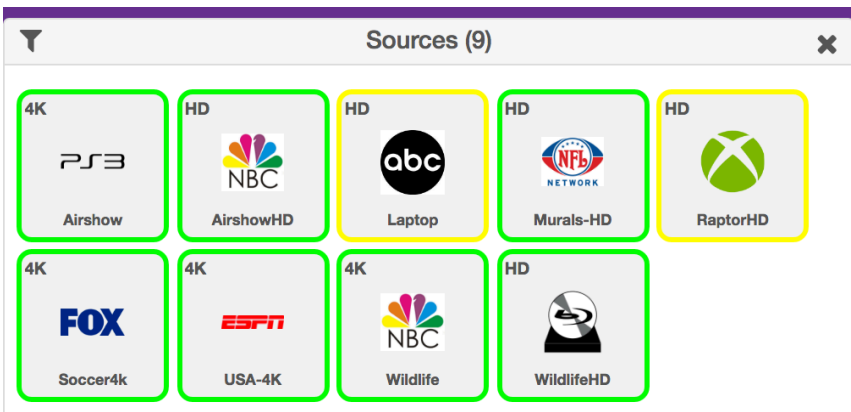 Sources (9)
4K
PS3
Airshow
HD
NBC
AirshowHD
HD
abc
Laptop
HD
NFL
NETWORK
Murals-HD
HD
RaptorHD
4K
FOX
Soccer4k
4K
ESPN
USA-4K
4K
NBC
Wildlife
HD
WildlifeHD